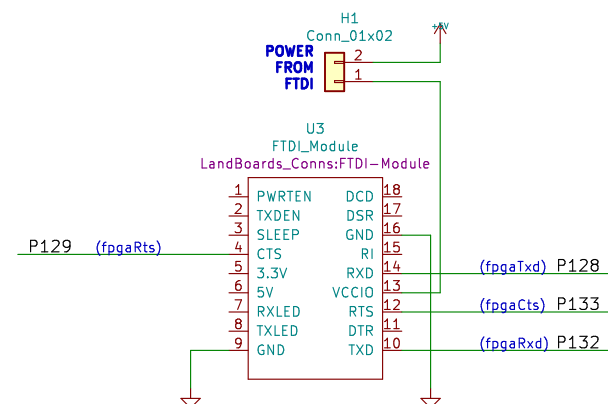 H1
Conn_01x02
+5V
POWER
FROM
FTDI
2
1
U3
FTDI_Module
LandBoards_Conns:FTDI-Module
1 PWRTEN DCD 18
2 TXDEN DSR 17
3 SLEEP GND 16
P129 (fpgaRts) 4 CTS RI 15
5 3.3V RXD 14 (fpgaTxd) P128
6 5V VCCIO 13
7 RXLED RTS 12 (fpgaCts) P133
8 TXLED DTR 11
9 GND TXD 10 (fpgaRxd) P132